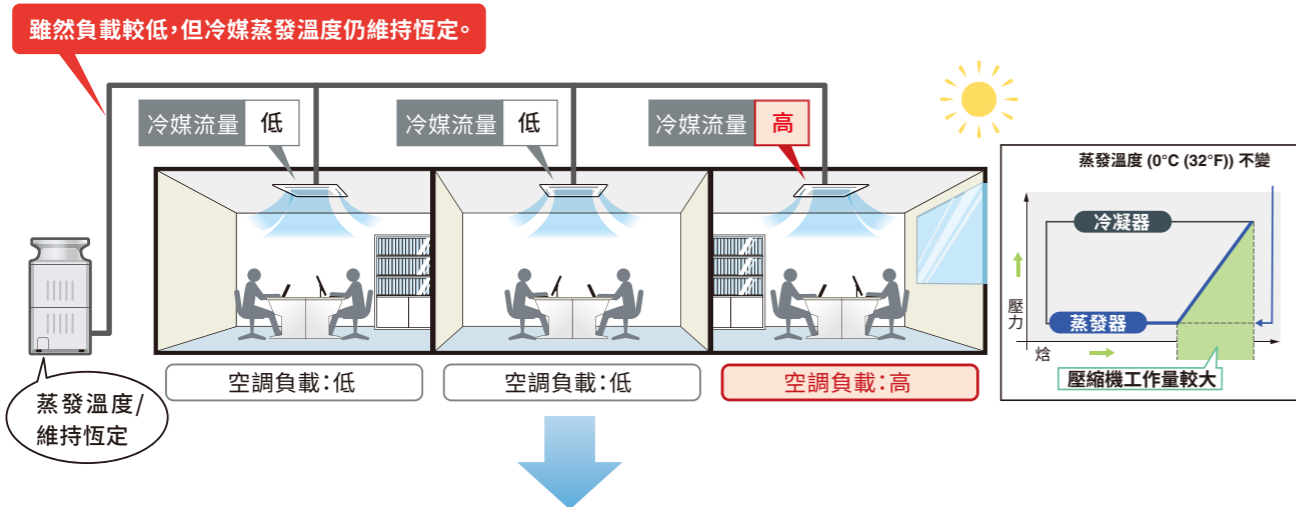 雖然負載較低，但冷媒蒸發溫度仍維持恆定。
冷媒流量 低
冷媒流量 低
冷媒流量 高
空調負載：低
空調負載：低
空調負載：高
蒸發溫度/
維持恆定
蒸發溫度 (0°C (32°F)) 不變
冷凝器
壓力
蒸發器
焓
壓縮機工作量較大